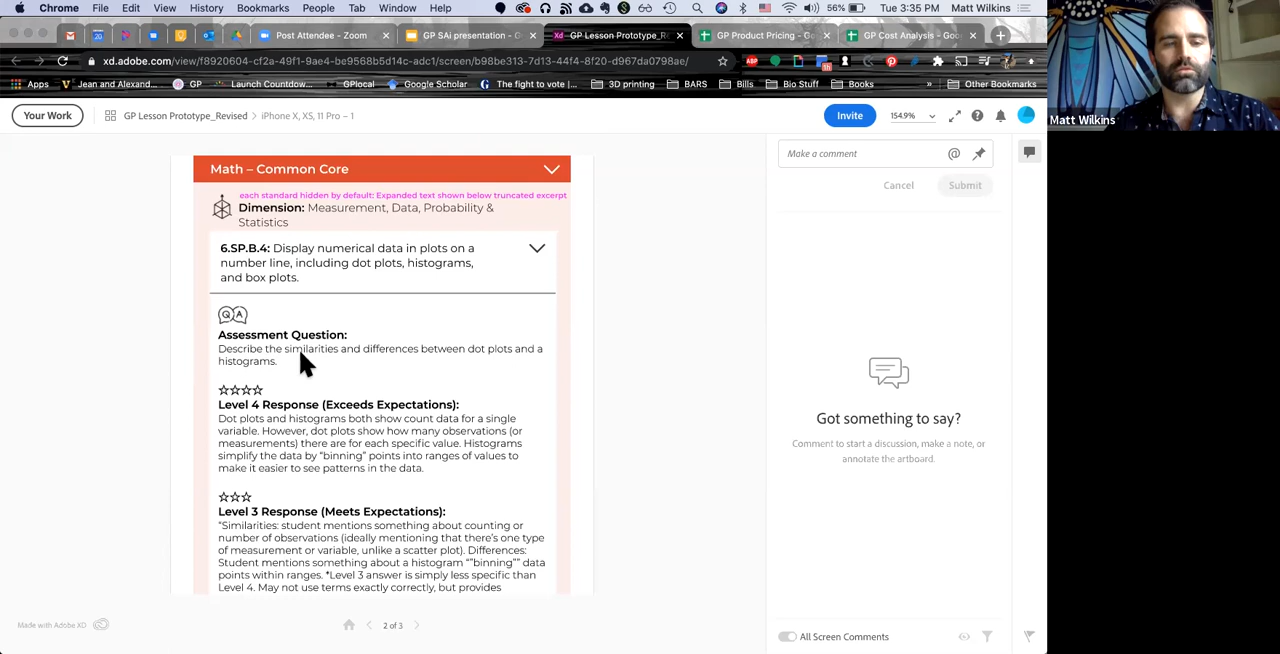 Chrome File Edit View History Bookmarks People Tab Window Help 56% Tue 3:35 PM Matt Wilkins
Post Attendee - Zoom GP SAi presentation - G GP Lesson Prototype_R GP Product Pricing - Go GP Cost Analysis - Goo
xd.adobe.com/view/f8920604-cf2a-49f1-9ae4-be9568b5d14c-adc1/screen/b98be313-7d13-44f4-8f20-d967da0798ae/
Apps Jean and Alexand... GP Launch Countdow... GPlocal Google Scholar The fight to vote |... 3D printing BARS Bills Bio Stuff Books » Other Bookmarks
Matt Wilkins
Your Work GP Lesson Prototype_Revised > iPhone X, XS, 11 Pro – 1 Invite 154.9%
Math – Common Core
each standard hidden by default: Expanded text shown below truncated excerpt
Dimension: Measurement, Data, Probability &
Statistics
6.SP.B.4: Display numerical data in plots on a
number line, including dot plots, histograms,
and box plots.
Q A
Assessment Question:
Describe the similarities and differences between dot plots and a
histograms.
Level 4 Response (Exceeds Expectations):
Dot plots and histograms both show count data for a single
variable. However, dot plots show how many observations (or
measurements) there are for each specific value. Histograms
simplify the data by “binning” points into ranges of values to
make it easier to see patterns in the data.
Level 3 Response (Meets Expectations):
"Similarities: student mentions something about counting or
number of observations (ideally mentioning that there's one type
of measurement or variable, unlike a scatter plot). Differences:
Student mentions something about a histogram ""binning"" data
points within ranges. *Level 3 answer is simply less specific than
Level 4. May not use terms exactly correctly, but provides
Make a comment @
Cancel Submit
Got something to say?
Comment to start a discussion, make a note, or
annotate the artboard.
Made with Adobe XD 2 of 3 All Screen Comments